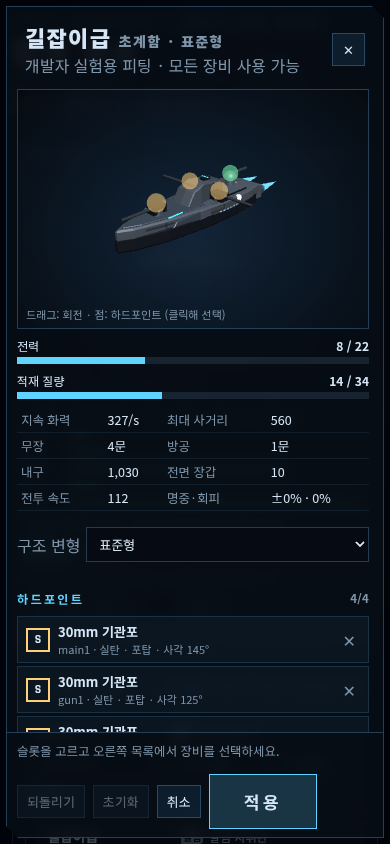 길잡이급 초계함 · 표준형
×
개발자 실험용 피팅 · 모든 장비 사용 가능
드래그: 회전 · 점: 하드포인트 (클릭해 선택)
전력 8 / 22
적재 질량 14 / 34
지속 화력 327/s 최대 사거리 560
무장 4문 방공 1문
내구 1,030 전면 장갑 10
전투 속도 112 명중·회피 ±0% · 0%
구조 변형 표준형
하드포인트 4/4
S 30mm 기관포 ×
main1 · 실탄 · 포탑 · 사각 145°
S 30mm 기관포 ×
gun1 · 실탄 · 포탑 · 사각 125°
30mm 기관포
슬롯을 고르고 오른쪽 목록에서 장비를 선택하세요.
되돌리기 초기화 취소 적용